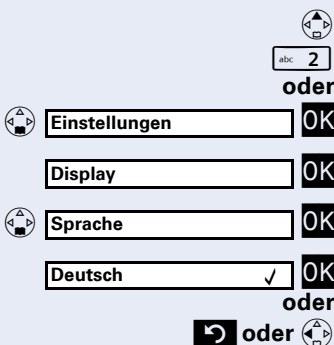 abc 2
oder
Einstellungen OK
Display OK
Sprache OK
Deutsch ✓ OK
oder
oder